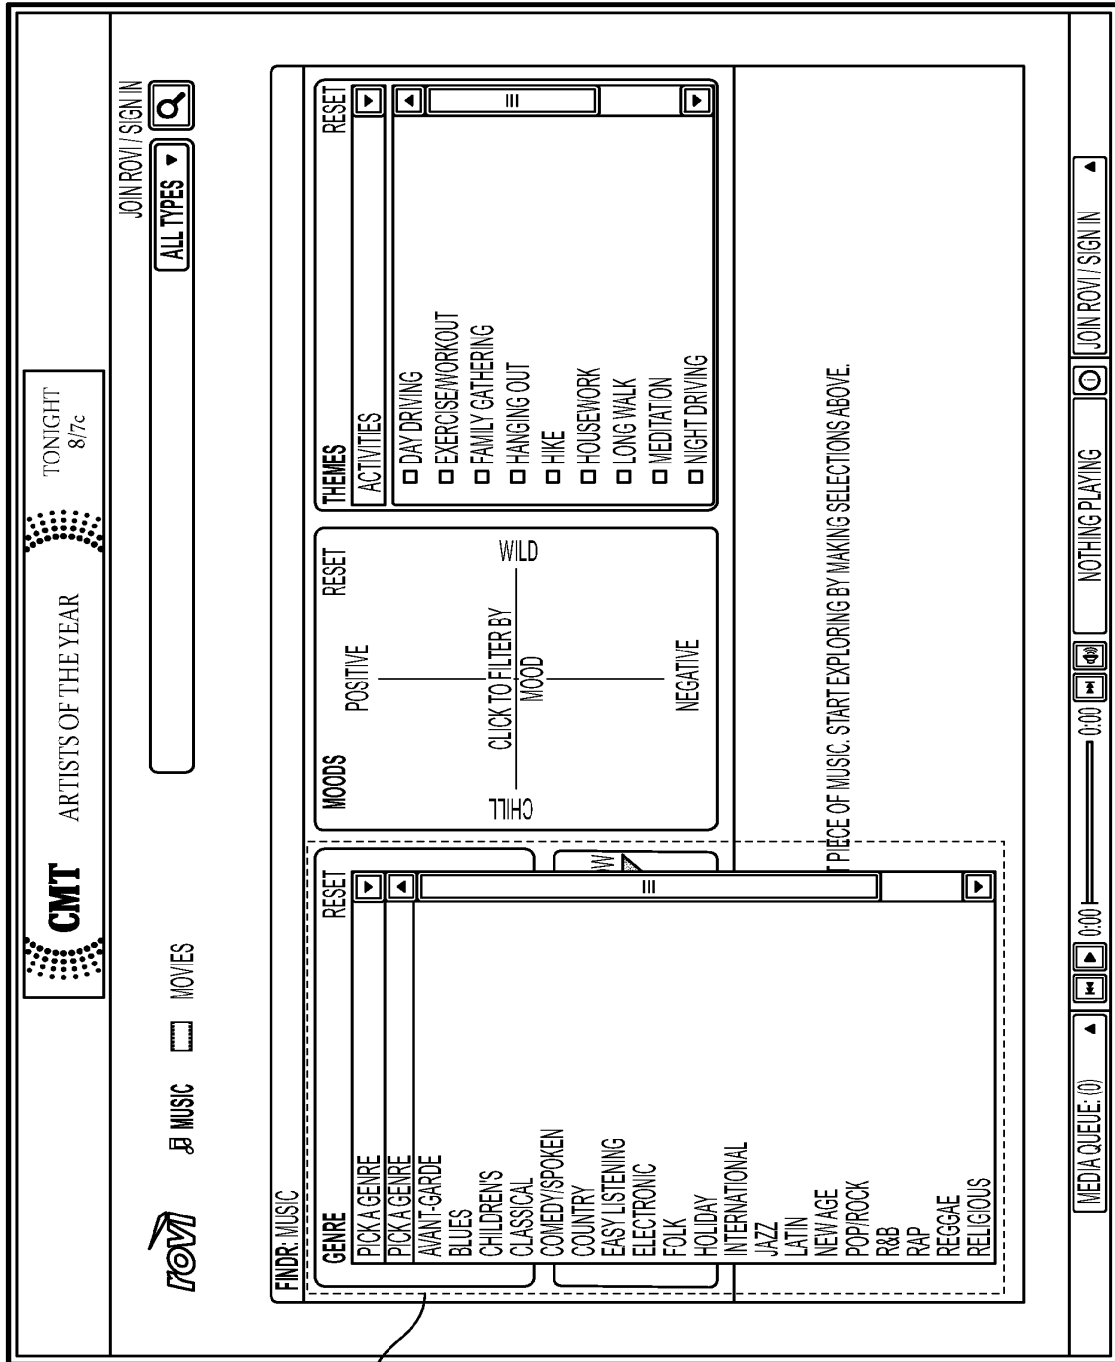 CMT
ARTISTS OF THE YEAR
TONIGHT
8/7c
JOIN ROVI / SIGN IN
rovi
MUSIC
MOVIES
ALL TYPES
FINDR: MUSIC
GENRE RESET
PICK A GENRE
PICK A GENRE
AVANT-GARDE
BLUES
CHILDREN'S
CLASSICAL
COMEDY/SPOKEN
COUNTRY
EASY LISTENING
ELECTRONIC
FOLK
HOLIDAY
INTERNATIONAL
JAZZ
LATIN
NEW AGE
POP/ROCK
R&B
RAP
REGGAE
RELIGIOUS
MOODS RESET
POSITIVE
CHILL
WILD
CLICK TO FILTER BY
MOOD
NEGATIVE
THEMES RESET
ACTIVITIES
DAY DRIVING
EXERCISE/WORKOUT
FAMILY GATHERING
HANGING OUT
HIKE
HOUSEWORK
LONG WALK
MEDITATION
NIGHT DRIVING
PIECE OF MUSIC. START EXPLORING BY MAKING SELECTIONS ABOVE.
MEDIA QUEUE: (0)
0:00
0:00
NOTHING PLAYING
JOIN ROVI / SIGN IN